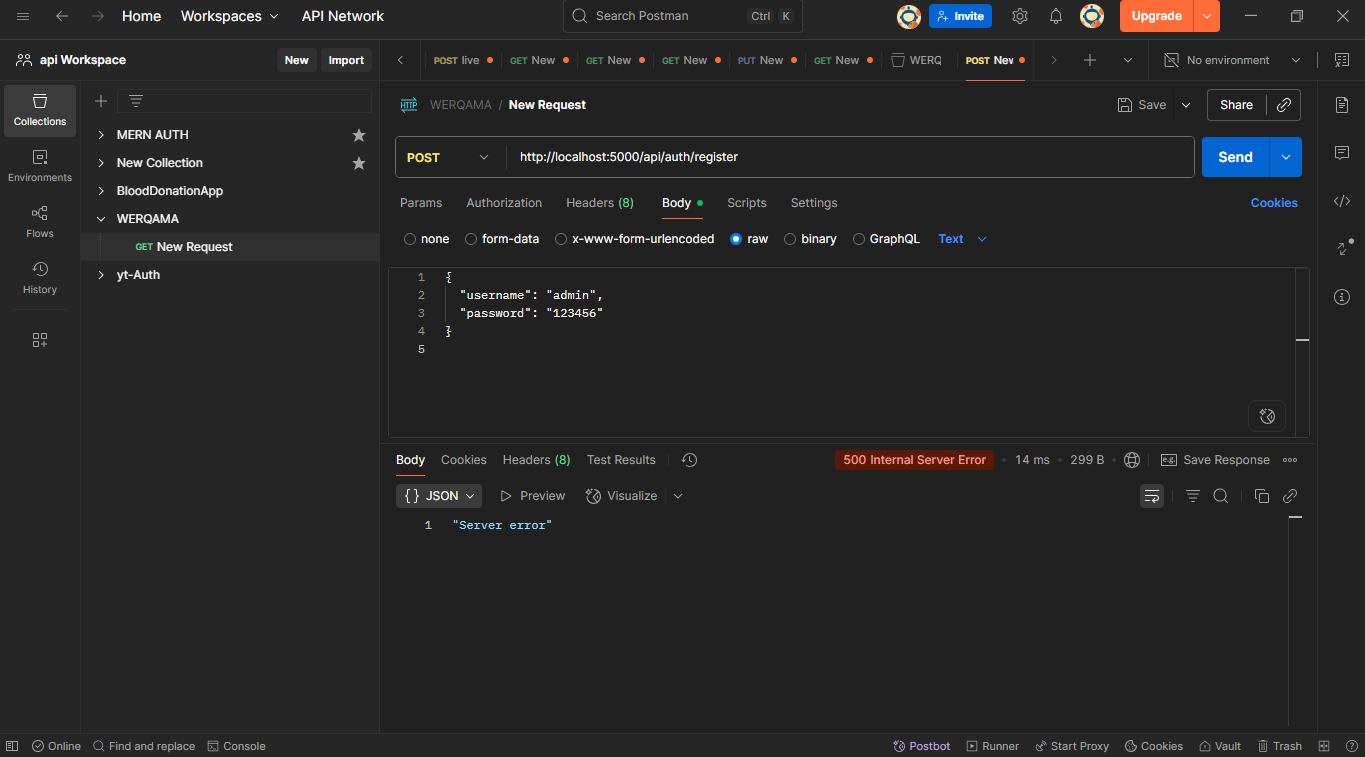 Home Workspaces API Network Search Postman Ctrl K Invite Upgrade
api Workspace New Import POST live GET New GET New GET New PUT New GET New WERQ POST Nev No environment
Collections
Environments
Flows
History
MERN AUTH
New Collection
BloodDonationApp
WERQAMA
GET New Request
yt-Auth
HTTP WERQAMA / New Request Save Share
POST http://localhost:5000/api/auth/register Send
Params Authorization Headers (8) Body Scripts Settings Cookies
none form-data x-www-form-urlencoded raw binary GraphQL Text
1 {
2 "username": "admin",
3 "password": "123456"
4 }
5
Body Cookies Headers (8) Test Results 500 Internal Server Error • 14 ms • 299 B • e.g. Save Response
{} JSON Preview Visualize
1 "Server error"
Online Find and replace Console Postbot Runner Start Proxy Cookies Vault Trash